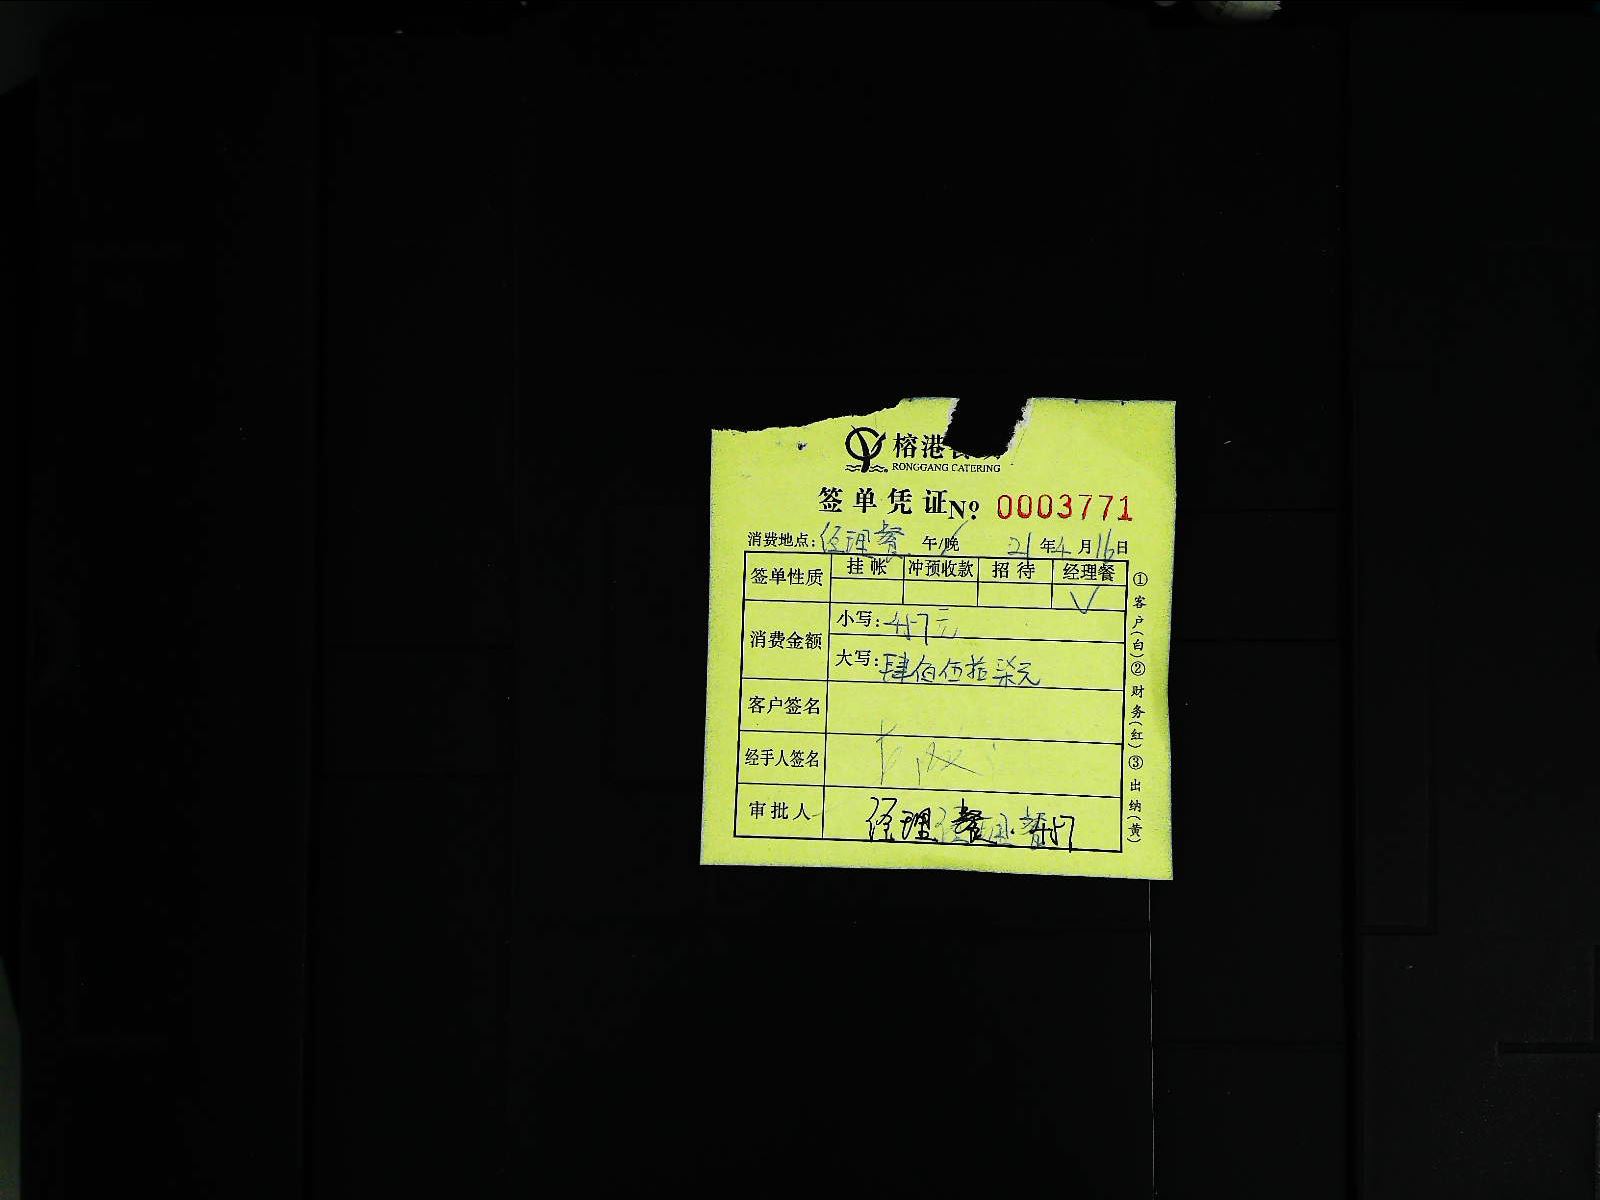 榕港
RONGGANG CATERING
签单凭证 Nº 0003771
消费地点: 经理餐 午/晚 21 年 4 月 16 日
签单性质 挂帐 冲预收款 招待 经理餐
√
消费金额 小写: 457元
大写: 肆佰伍拾柒元
客户签名
经手人签名
审批人 经理餐 457
①客户(白)②财务(红)③出纳(黄)